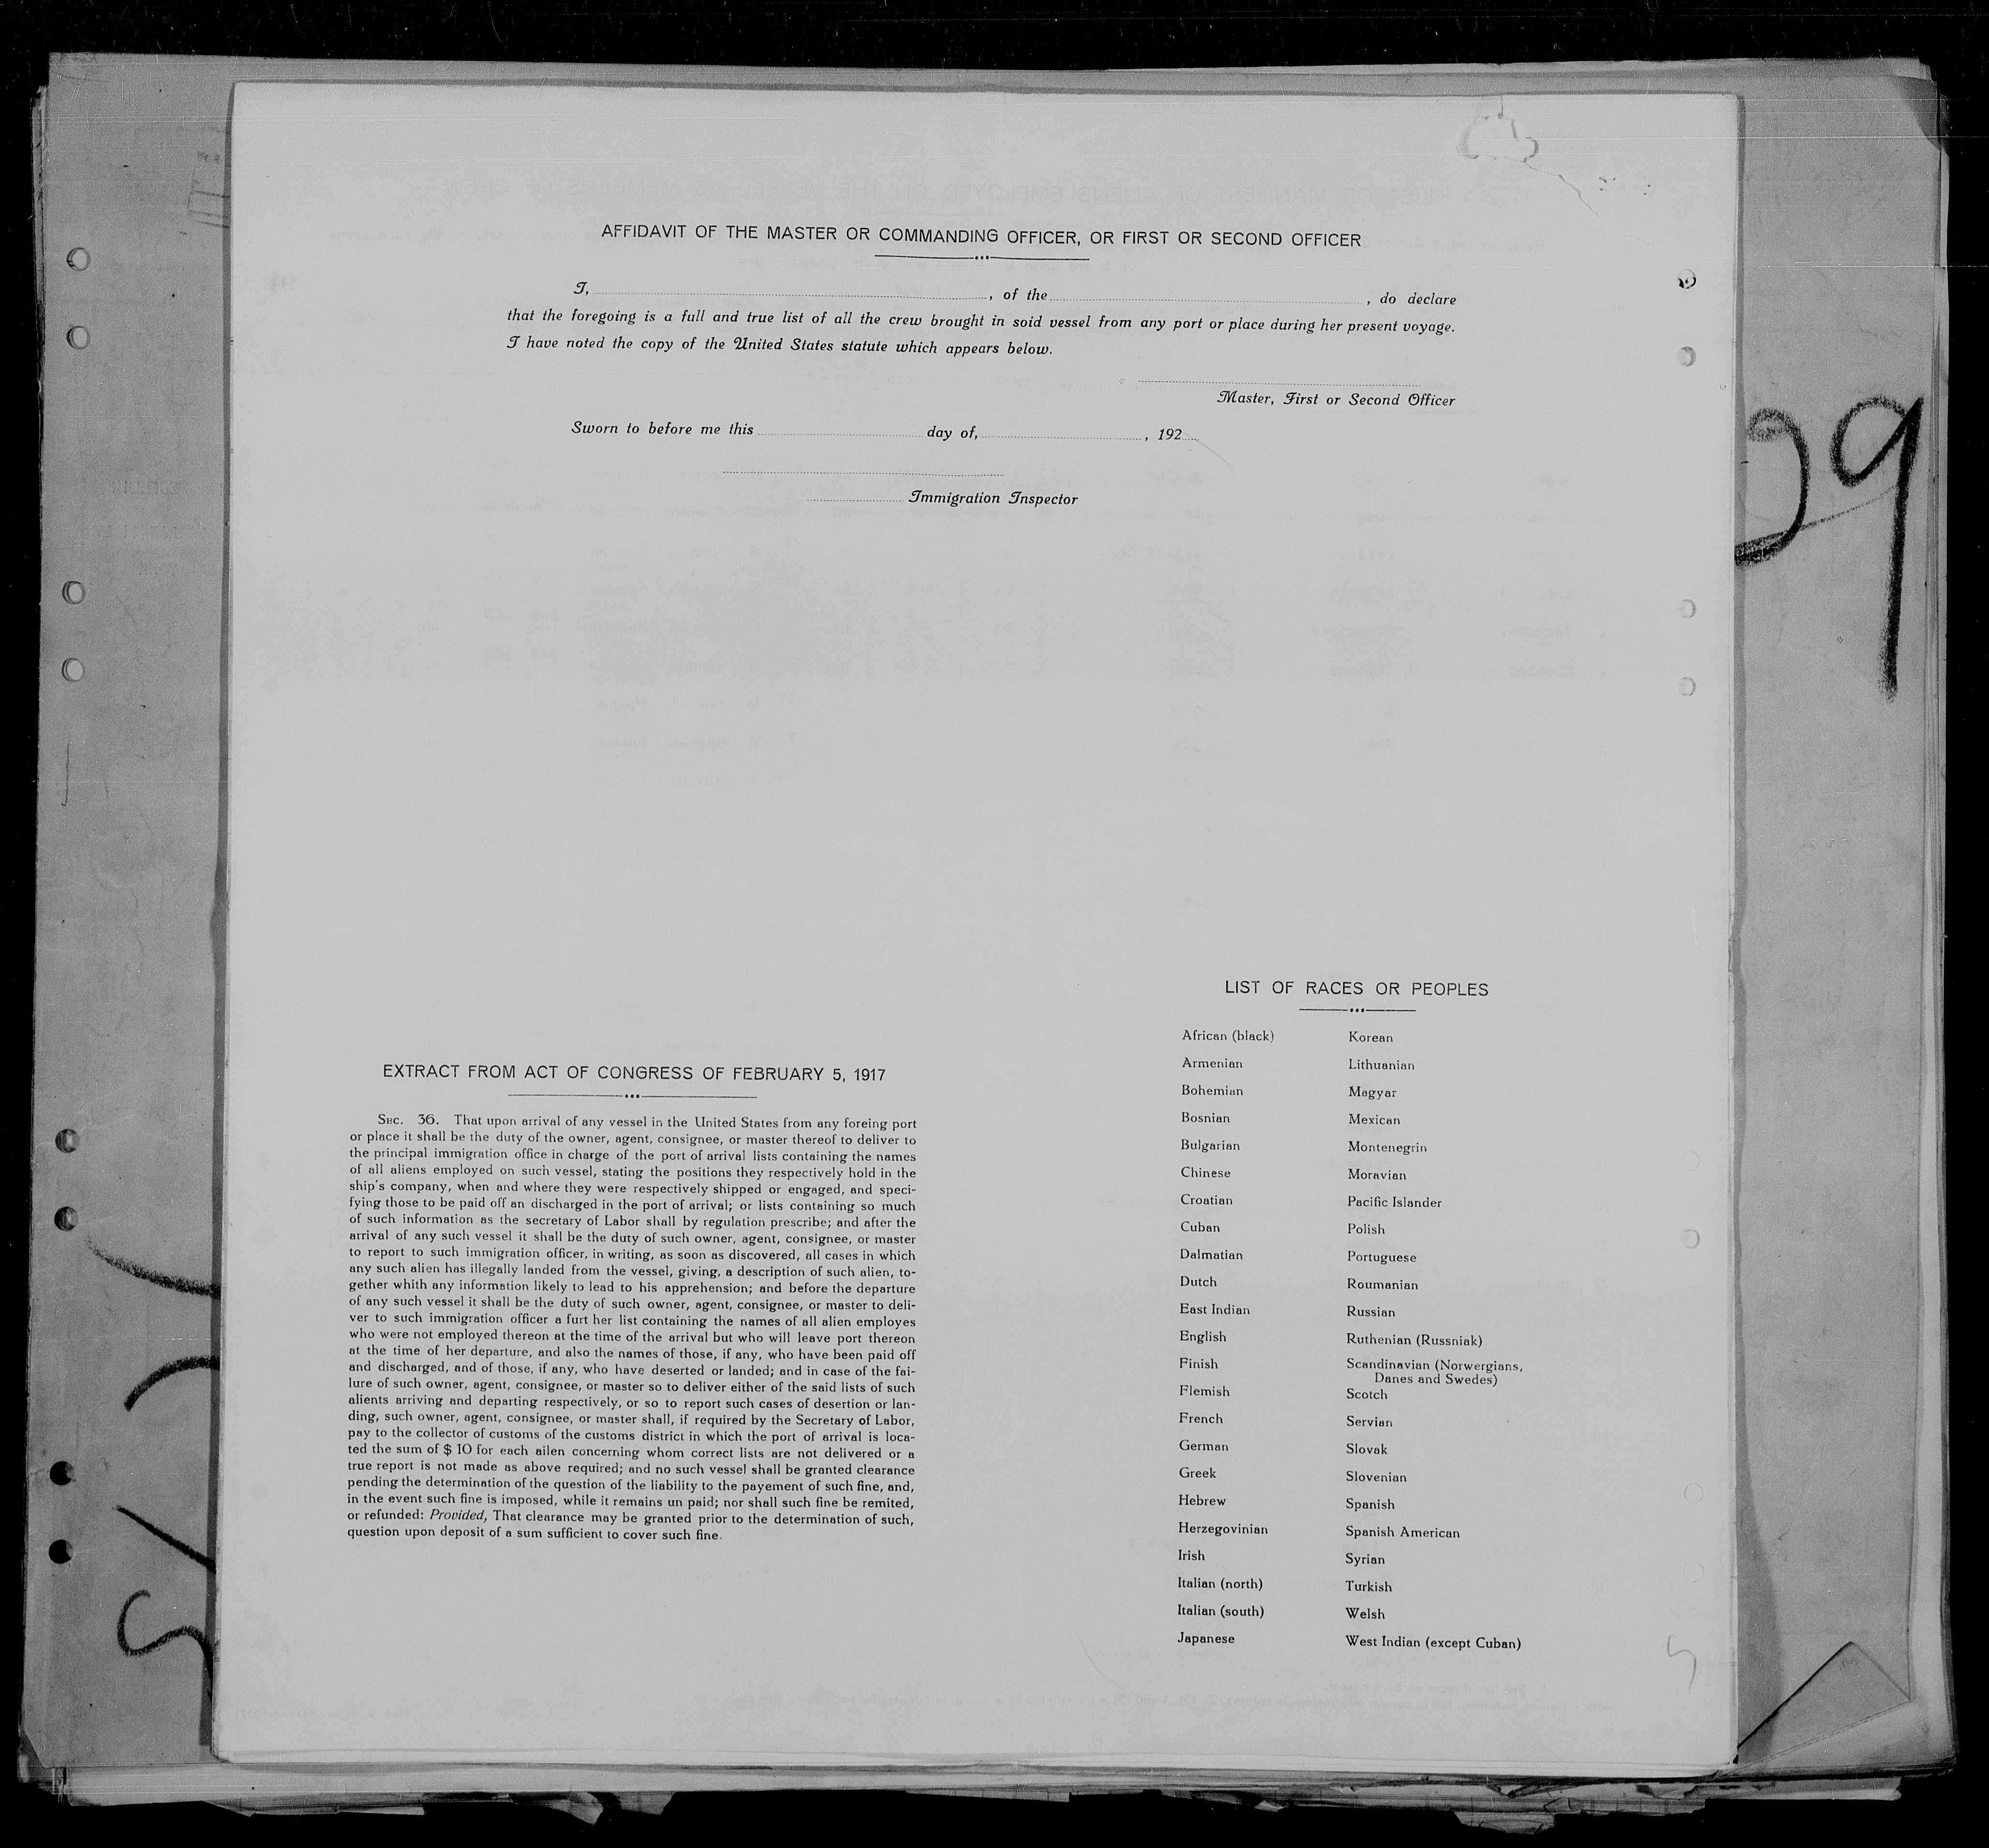 AFFIDAVIT OF THE MASTER OR COMMANDING OFFICER, OR FIRST OR SECOND OFFICER
I, , of the , do declare
that the foregoing is a full and true list of all the crew brought in soid vessel from any port or place during her present voyage.
I have noted the copy of the United States statute which appears below.
Master, First or Second Officer
Sworn to before me this day of, , 192
Immigration Inspector
29
EXTRACT FROM ACT OF CONGRESS OF FEBRUARY 5, 1917
SEC. 36. That upon arrival of any vessel in the United States from any foreing port
or place it shall be the duty of the owner, agent, consignee, or master thereof to deliver to
the principal immigration office in charge of the port of arrival lists containing the names
of all aliens employed on such vessel, stating the positions they respectively hold in the
ship's company, when and where they were respectively shipped or engaged, and speci-
fying those to be paid off an discharged in the port of arrival; or lists containing so much
of such information as the secretary of Labor shall by regulation prescribe; and after the
arrival of any such vessel it shall be the duty of such owner, agent, consignee, or master
to report to such immigration officer, in writing, as soon as discovered, all cases in which
any such alien has illegally landed from the vessel, giving, a description of such alien, to-
gether whith any information likely to lead to his apprehension; and before the departure
of any such vessel it shall be the duty of such owner, agent, consignee, or master to deli-
ver to such immigration officer a furt her list containing the names of all alien employes
who were not employed thereon at the time of the arrival but who will leave port thereon
at the time of her departure, and also the names of those, if any, who have been paid off
and discharged, and of those, if any, who have deserted or landed; and in case of the fai-
lure of such owner, agent, consignee, or master so to deliver either of the said lists of such
alients arriving and departing respectively, or so to report such cases of desertion or lan-
ding, such owner, agent, consignee, or master shall, if required by the Secretary of Labor,
pay to the collector of customs of the customs district in which the port of arrival is loca-
ted the sum of $ 10 for each ailen concerning whom correct lists are not delivered or a
true report is not made as above required; and no such vessel shall be granted clearance
pending the determination of the question of the liability to the payement of such fine, and,
in the event such fine is imposed, while it remains un paid; nor shall such fine be remited,
or refunded: Provided, That clearance may be granted prior to the determination of such,
question upon deposit of a sum sufficient to cover such fine.
LIST OF RACES OR PEOPLES
African (black)
Armenian
Bohemian
Bosnian
Bulgarian
Chinese
Croatian
Cuban
Dalmatian
Dutch
East Indian
English
Finish
Flemish
French
German
Greek
Hebrew
Herzegovinian
Irish
Italian (north)
Italian (south)
Japanese
Korean
Lithuanian
Magyar
Mexican
Montenegrin
Moravian
Pacific Islander
Polish
Portuguese
Roumanian
Russian
Ruthenian (Russniak)
Scandinavian (Norwergians,
Danes and Swedes)
Scotch
Servian
Slovak
Slovenian
Spanish
Spanish American
Syrian
Turkish
Welsh
West Indian (except Cuban)